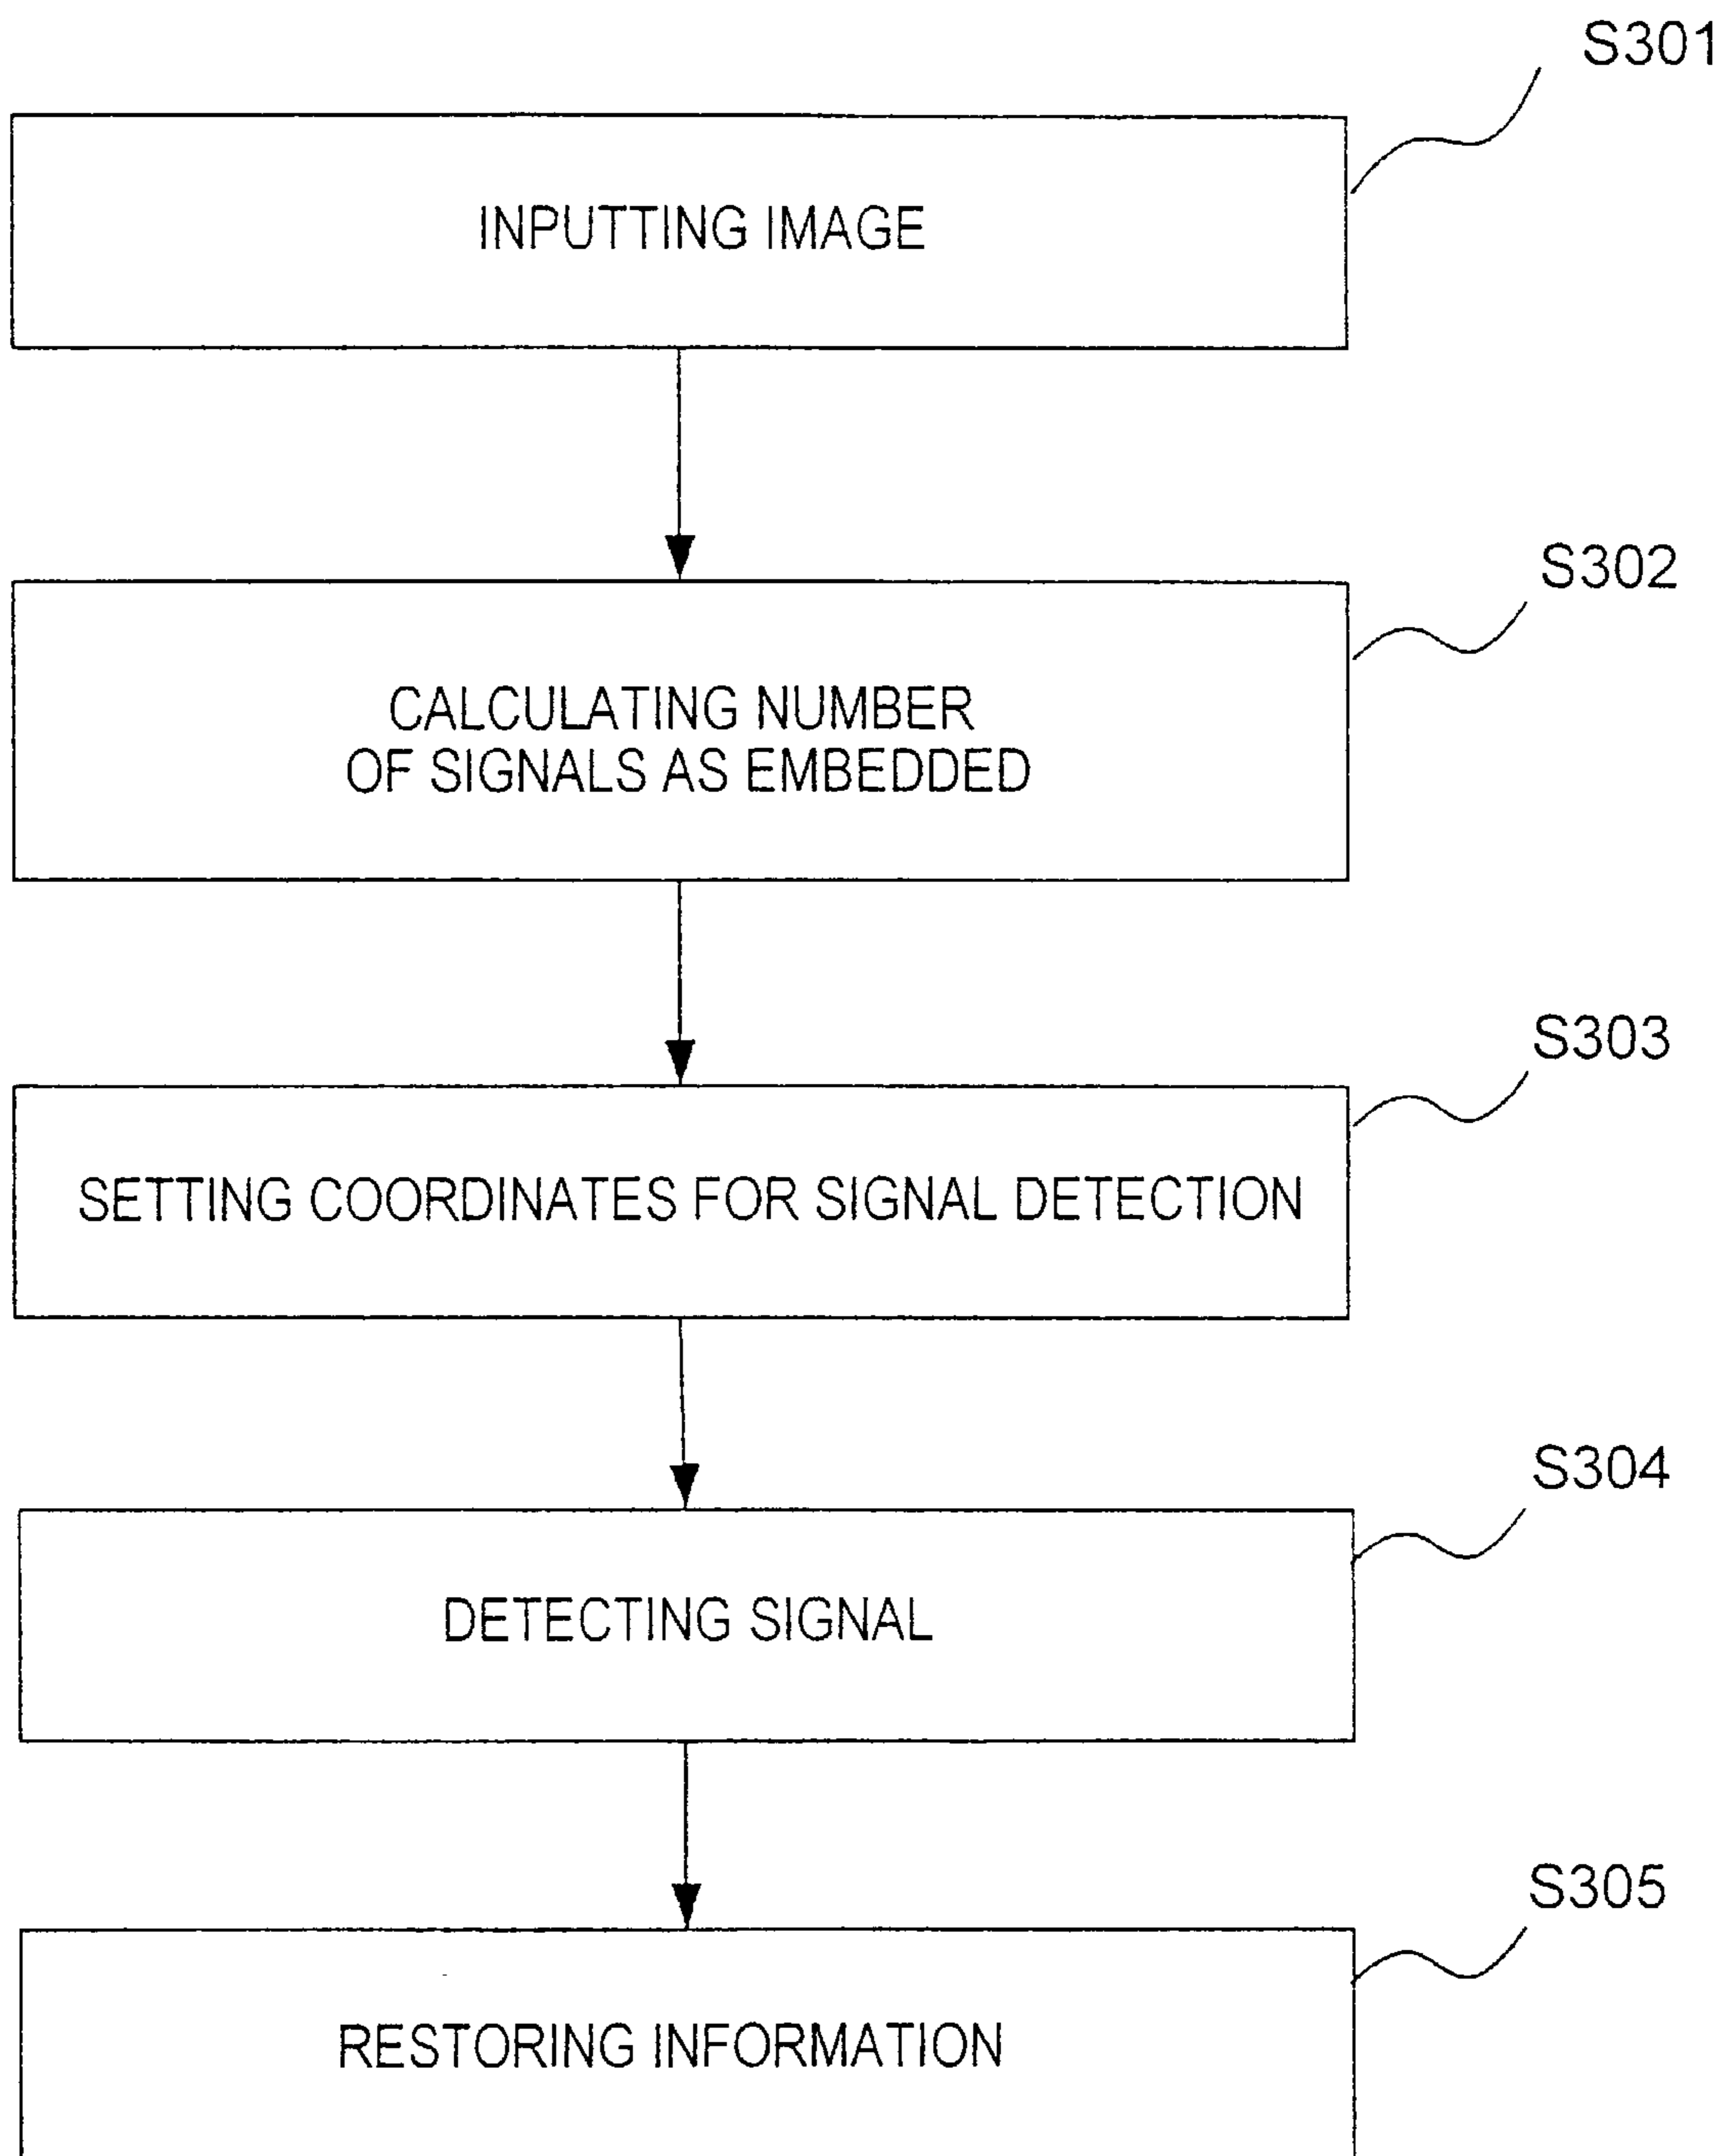 S301
INPUTTING IMAGE
S302
CALCULATING NUMBER
OF SIGNALS AS EMBEDDED
S303
SETTING COORDINATES FOR SIGNAL DETECTION
S304
DETECTING SIGNAL
S305
RESTORING INFORMATION